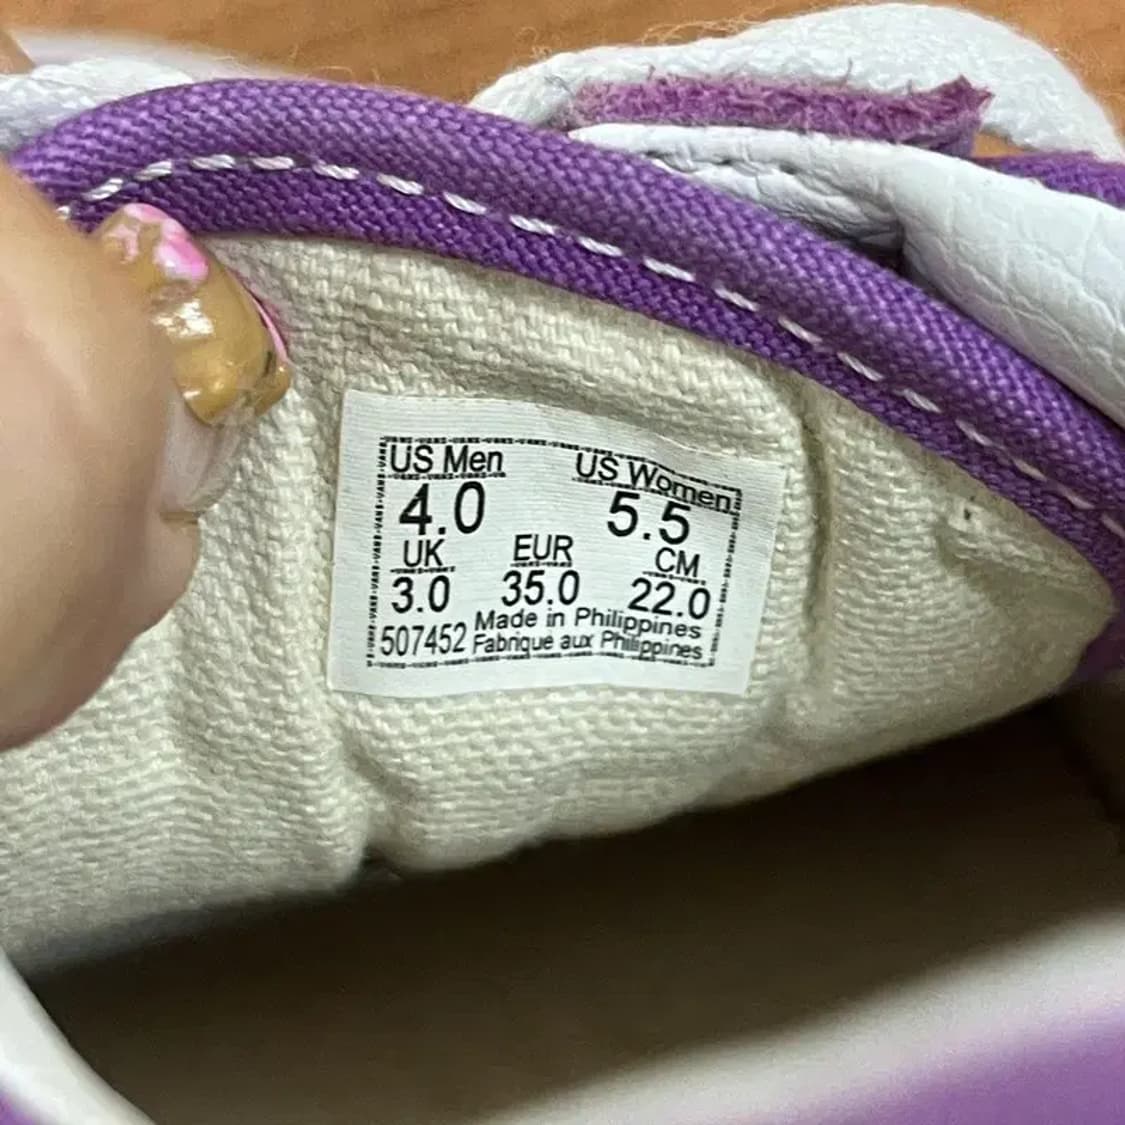 US Men US Women
4.0 5.5
UK EUR CM
3.0 35.0 22.0
Made in Philippines
507452 Fabrique aux Philippines